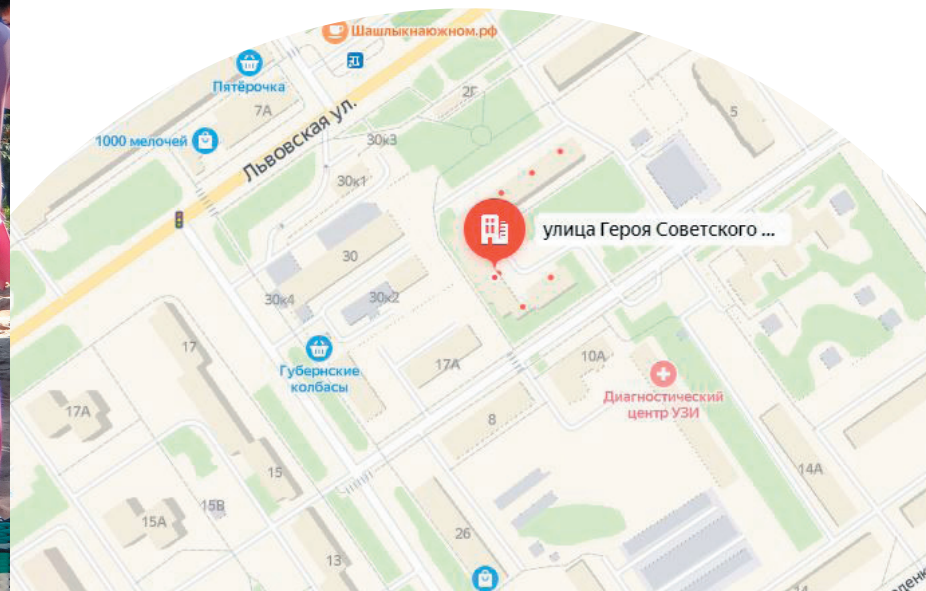 Шашлыкнаюжном.рф
Пятёрочка
7А
2Г
5
1000 мелочей
Львовская ул.
30к3
30к1
улица Героя Советского ...
30
30к4
30к2
17
Губернские
колбасы
17А
10А
Диагностический
центр УЗИ
17А
8
15
14А
15В
15А
26
13
14